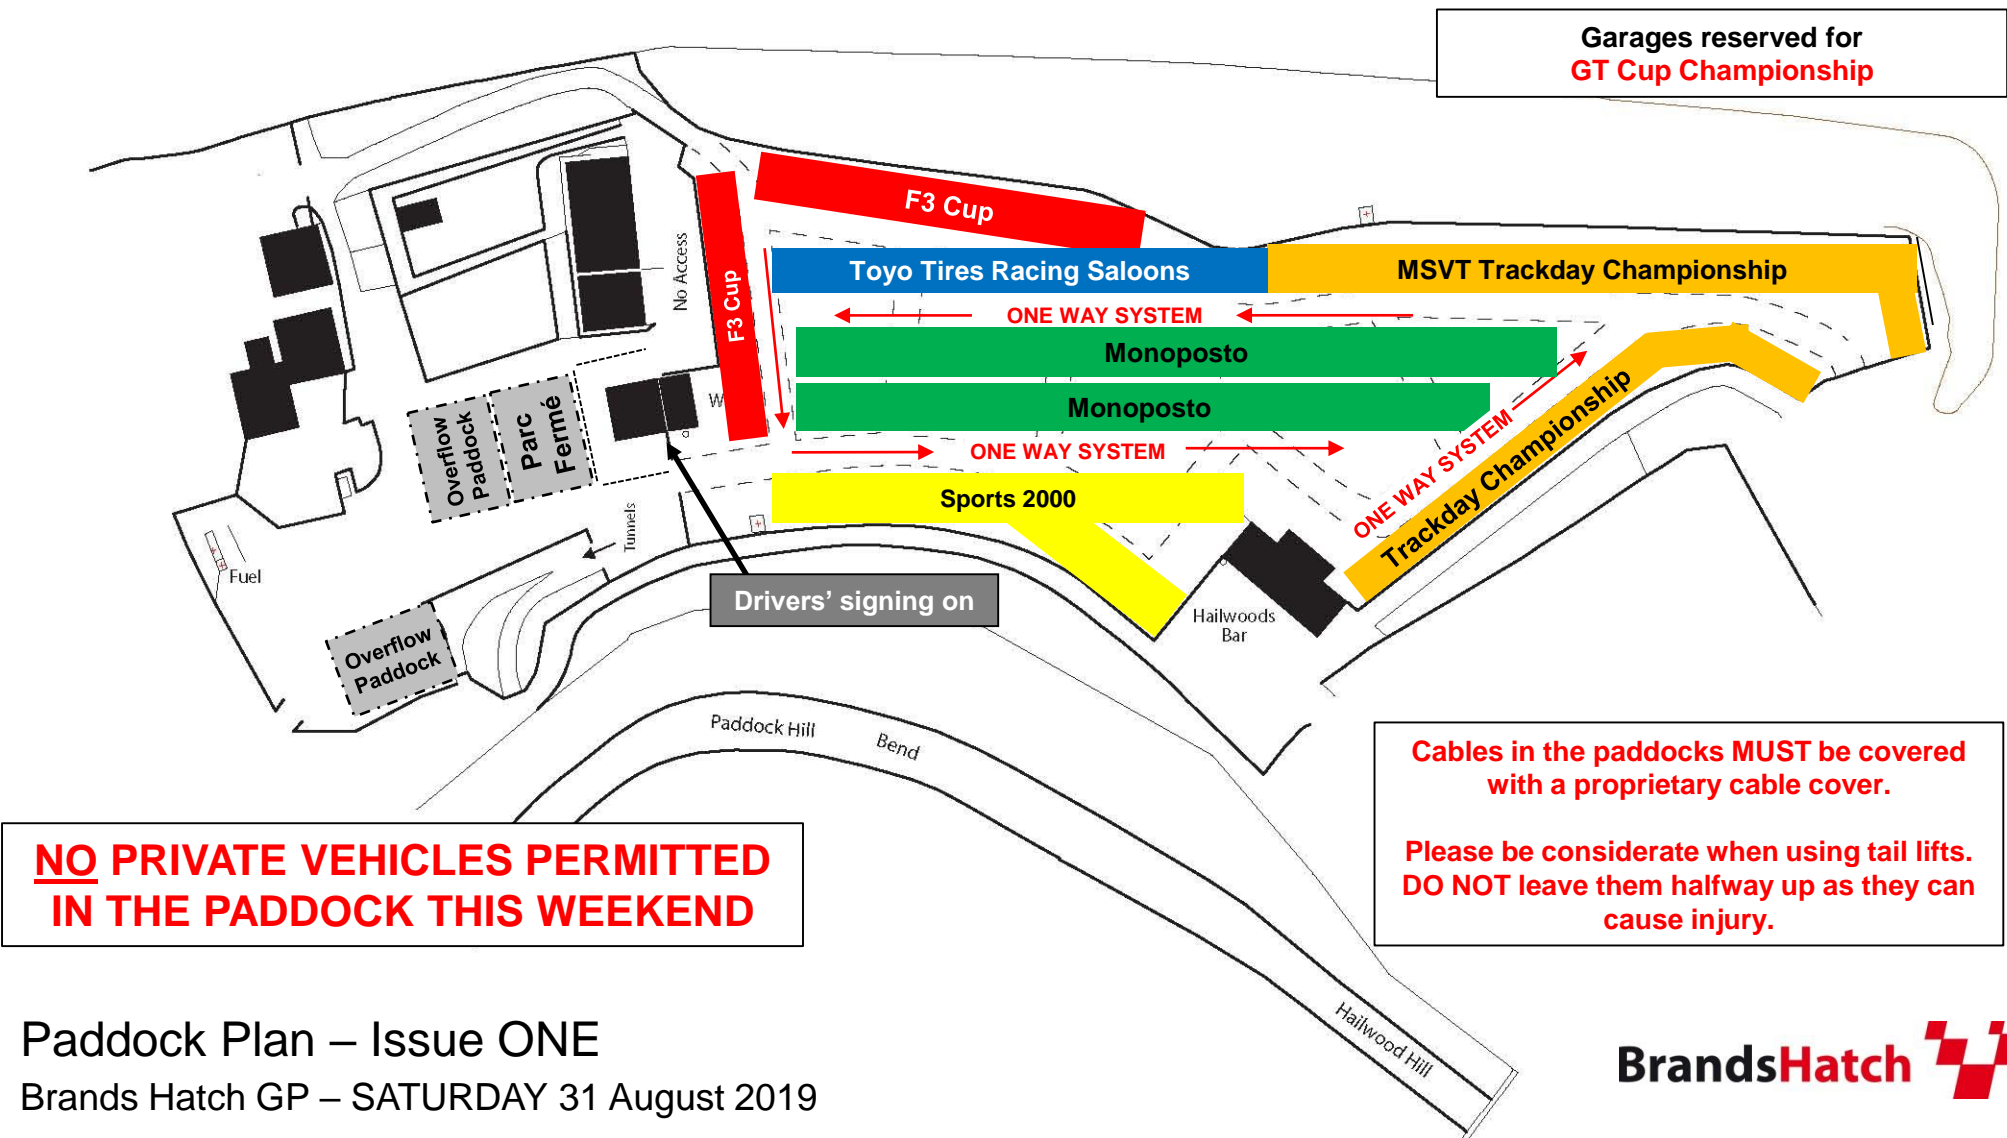 Garages reserved for
GT Cup Championship
F3 Cup
F3 Cup
No Access
Toyo Tires Racing Saloons
MSVT Trackday Championship
ONE WAY SYSTEM
Monoposto
Monoposto
W
ONE WAY SYSTEM
ONE WAY SYSTEM
Trackday Championship
Sports 2000
Overflow
Paddock
Parc
Fermé
Tunnels
Fuel
Drivers’ signing on
Hailwoods
Bar
Overflow
Paddock
Paddock Hill Bend
Cables in the paddocks MUST be covered
with a proprietary cable cover.
Please be considerate when using tail lifts.
DO NOT leave them halfway up as they can
cause injury.
NO PRIVATE VEHICLES PERMITTED
IN THE PADDOCK THIS WEEKEND
Hailwood Hill
Paddock Plan – Issue ONE
Brands Hatch GP – SATURDAY 31 August 2019
BrandsHatch